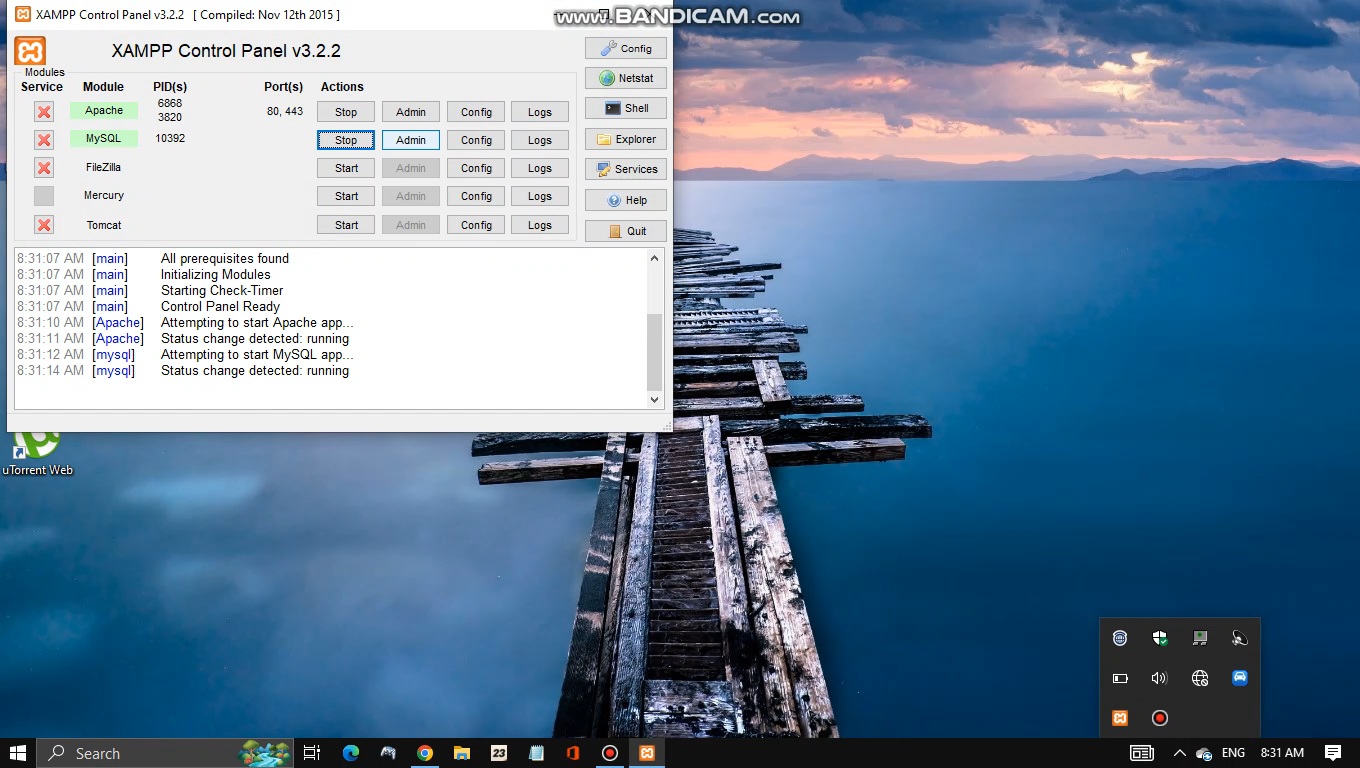 XAMPP Control Panel v3.2.2 [ Compiled: Nov 12th 2015 ]
www.BANDICAM.com
XAMPP Control Panel v3.2.2
Config
Modules
Service Module PID(s) Port(s) Actions
Netstat
Apache 6868 3820 80, 443 Stop Admin Config Logs
Shell
MySQL 10392 Stop Admin Config Logs
Explorer
FileZilla Start Admin Config Logs
Services
Mercury Start Admin Config Logs
Help
Tomcat Start Admin Config Logs
Quit
8:31:07 AM [main] All prerequisites found
8:31:07 AM [main] Initializing Modules
8:31:07 AM [main] Starting Check-Timer
8:31:07 AM [main] Control Panel Ready
8:31:10 AM [Apache] Attempting to start Apache app...
8:31:11 AM [Apache] Status change detected: running
8:31:12 AM [mysql] Attempting to start MySQL app...
8:31:14 AM [mysql] Status change detected: running
uTorrent Web
Search
23
ENG 8:31 AM